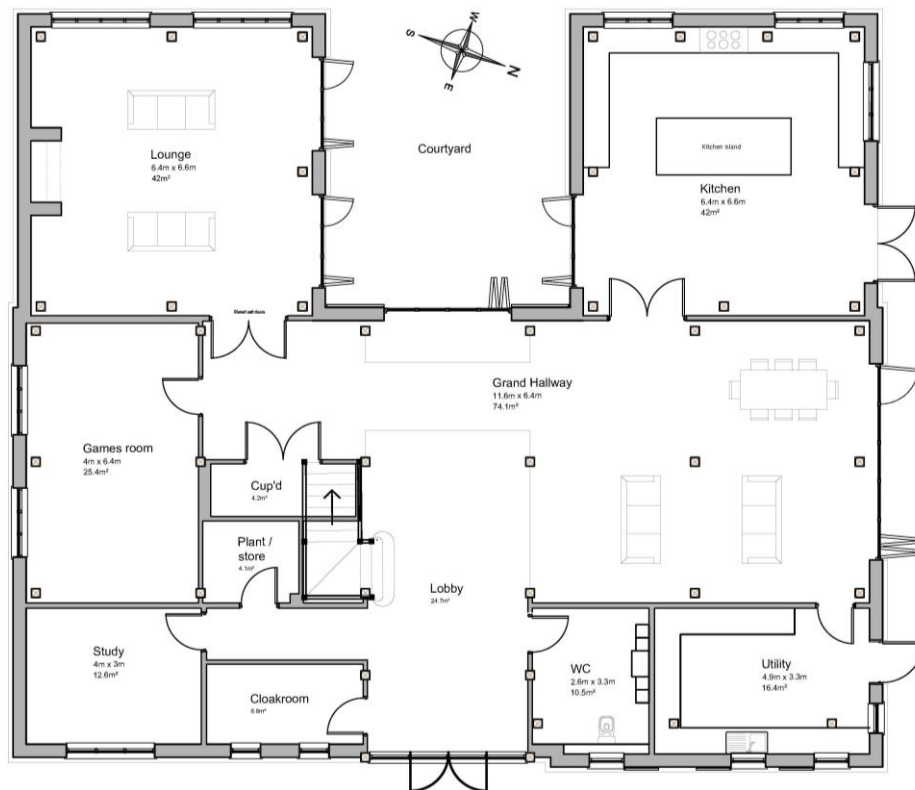 W
S
N
E
Courtyard
Lounge
6.4m x 6.6m
42m²
Kitchen Island
Kitchen
6.4m x 6.6m
42m²
Grand Hallway
11.6m x 6.4m
74.1m²
Games room
4m x 6.4m
25.4m²
Cup'd
4.2m²
Plant /
store
4.1m²
Lobby
24.7m²
Study
4m x 3m
12.6m²
Cloakroom
WC
2.6m x 3.3m
10.5m²
Utility
4.9m x 3.3m
16.4m²